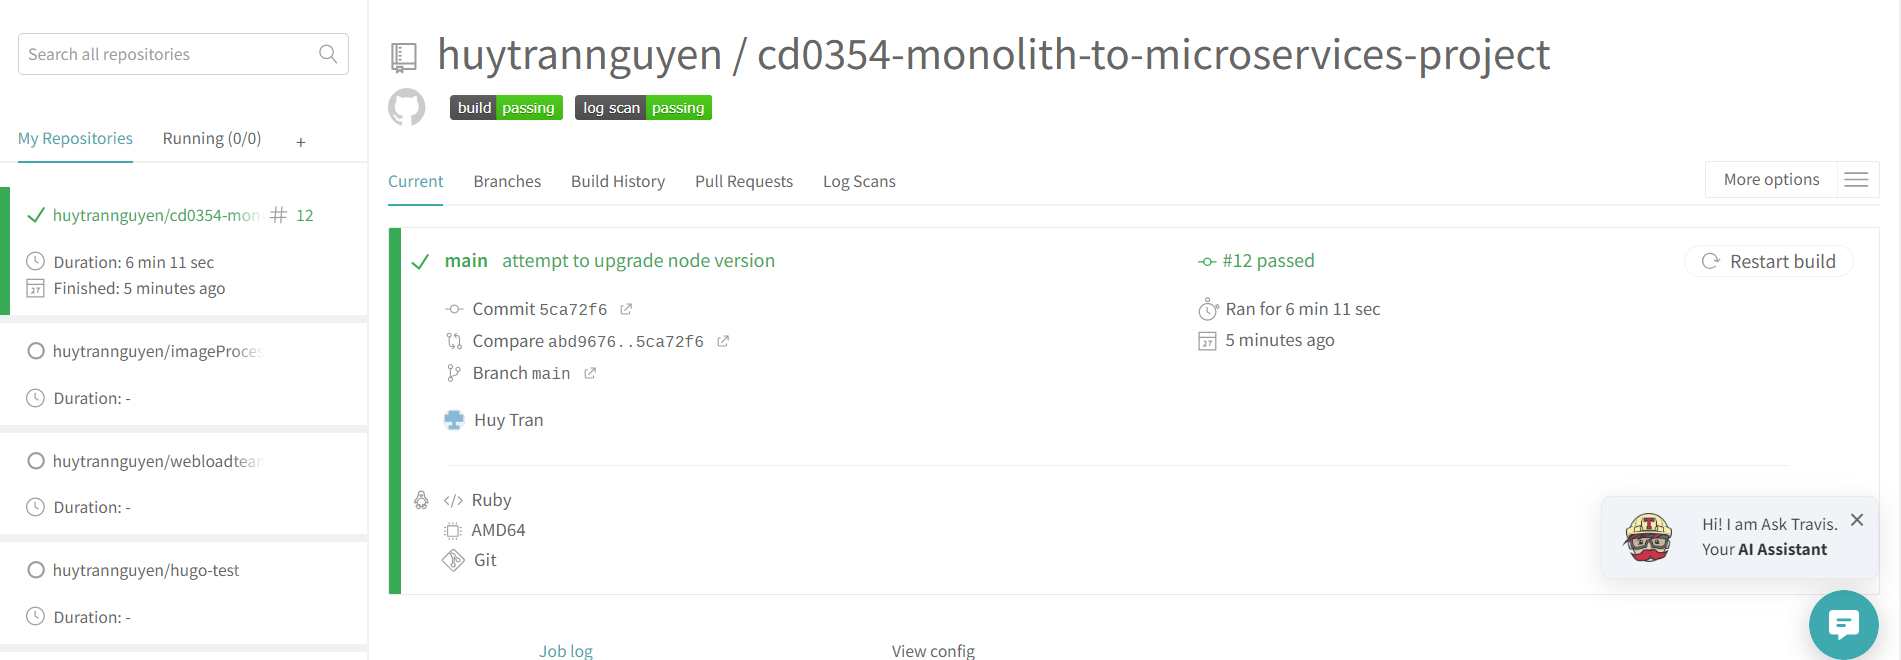 Search all repositories
My Repositories
Running (0/0)
+
huytrannguyen/cd0354-mon
# 12
Duration: 6 min 11 sec
27
Finished: 5 minutes ago
huytrannguyen/imageProces
Duration: -
huytrannguyen/webloadtean
Duration: -
huytrannguyen/hugo-test
Duration: -
huytrannguyen / cd0354-monolith-to-microservices-project
build passing
log scan passing
Current
Branches
Build History
Pull Requests
Log Scans
More options
main attempt to upgrade node version
Commit 5ca72f6
Compare abd9676..5ca72f6
Branch main
Huy Tran
#12 passed
Ran for 6 min 11 sec
27
5 minutes ago
Restart build
</> Ruby
AMD64
Git
T
Hi! I am Ask Travis.
Your AI Assistant
Job log
View config